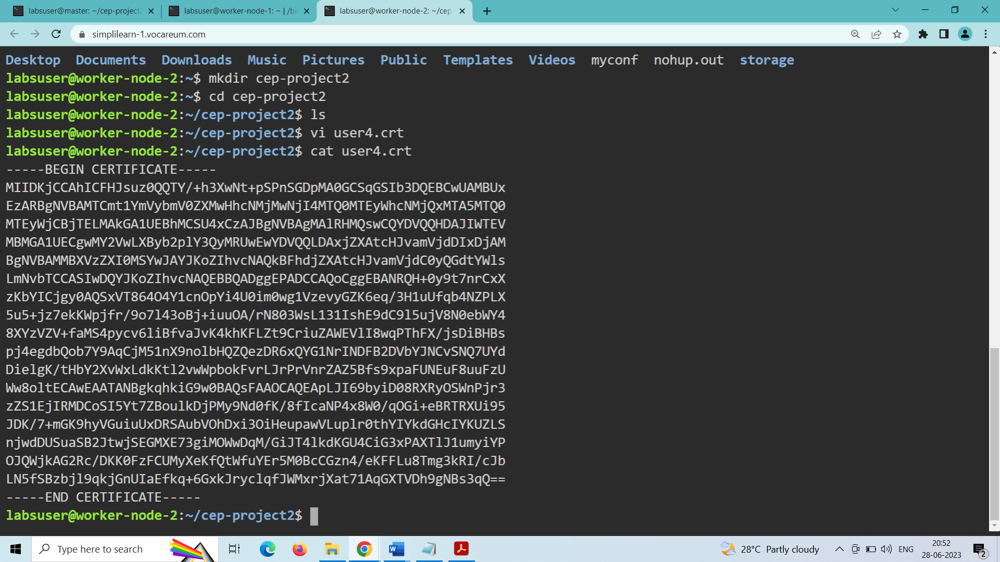 labsuser@master: ~/cep-project2
labsuser@worker-node-1: ~ | /bi
labsuser@worker-node-2: ~/cep-
simplilearn-1.vocareum.com
Desktop Documents Downloads Music Pictures Public Templates Videos myconf nohup.out storage
labsuser@worker-node-2:~$ mkdir cep-project2
labsuser@worker-node-2:~$ cd cep-project2
labsuser@worker-node-2:~/cep-project2$ ls
labsuser@worker-node-2:~/cep-project2$ vi user4.crt
labsuser@worker-node-2:~/cep-project2$ cat user4.crt
-----BEGIN CERTIFICATE-----
MIIDKjCCAhICFHJsuz0QQTY/+h3XwNt+pSPnSGDpMA0GCSqGSIb3DQEBCwUAMBUx
EzARBgNVBAMTCmt1YmVybmV0ZXMwHhcNMjMwNjI4MTQ0MTEyWhcNMjQxMTA5MTQ0
MTEyWjCBjTELMAkGA1UEBhMCSU4xCzAJBgNVBAgMAlRHMQswCQYDVQQHDAJIWTEV
MBMGA1UECgwMY2VwLXByb2plY3QyMRUwEwYDVQQLDAxjZXAtcHJvamVjdDIxDjAM
BgNVBAMMBXVzZXI0MSYwJAYJKoZIhvcNAQkBFhdjZXAtcHJvamVjdC0yQGdtYWls
LmNvbTCCASIwDQYJKoZIhvcNAQEBBQADggEPADCCAQoCggEBANRQH+0y9t7nrCxX
zKbYICjgy0AQSxVT864O4Y1cnOpYi4U0im0wg1VzevyGZK6eq/3H1uUfqb4NZPLX
5u5+jz7ekKWpjfr/9o7l43oBj+iuuOA/rN803WsL131IshE9dC9l5ujV8N0ebWY4
8XYzVZV+faMS4pycv6liBfvaJvK4khKFLZt9CriuZAWEVlI8wqPThFX/jsDiBHBs
pj4egdbQob7Y9AqCjM51nX9nolbHQZQezDR6xQYG1NrINDFB2DVbYJNCvSNQ7UYd
DielgK/tHbY2XvWxLdkKtl2vwWpbokFvrLJrPrVnrZAZ5Bfs9xpaFUNEuF8uuFzU
Ww8oltECAwEAATANBgkqhkiG9w0BAQsFAAOCAQEApLJI69byiD08RXRyOSWnPjr3
zZS1EjIRMDCoSI5Yt7ZBoulkDjPMy9Nd0fK/8fIcaNP4x8W0/qOGi+eBRTRXUi95
JDK/7+mGK9hyVGuiuUxDRSAubVOhDxi3OiHeupawVLuplr0thYIYkdGHcIYKUZLS
njwdDUSuaSB2JtwjSEGMXE73giMOWwDqM/GiJT4lkdKGU4CiG3xPAXTlJ1umyiYP
OJQWjkAG2Rc/DKK0FzFCUMyXeKfQtWfuYEr5M0BcCGzn4/eKFFLu8Tmg3kRI/cJb
LN5fSBzbjl9qkjGnUIaEfkq+6GxkJryclqfJWMxrjXat71AqGXTVDh9gNBs3qQ==
-----END CERTIFICATE-----
labsuser@worker-node-2:~/cep-project2$
Type here to search
28°C Partly cloudy
ENG
20:52
28-06-2023
2